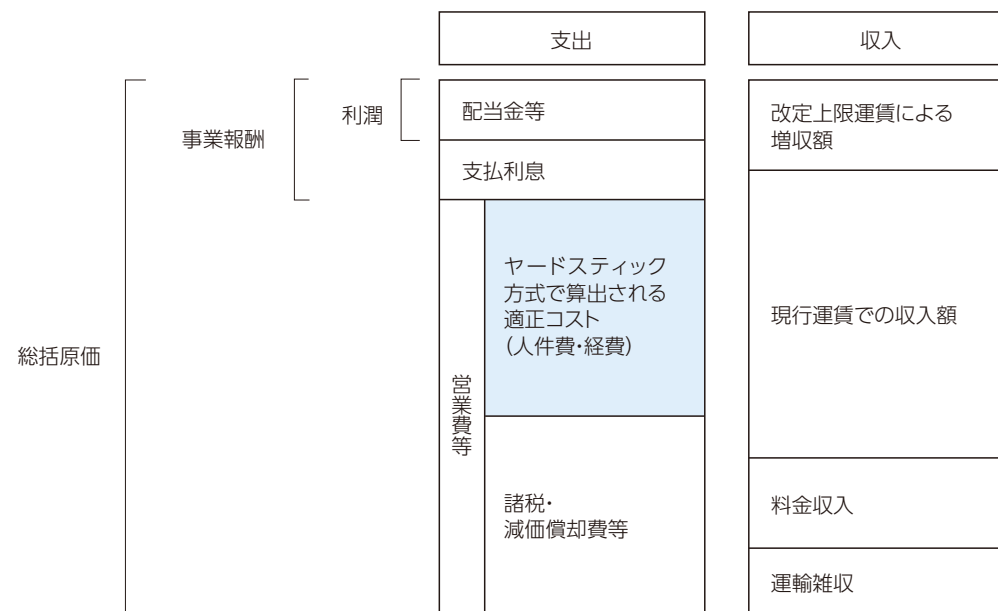 支出
収入
総括原価
事業報酬
利潤
配当金等
支払利息
営業費等
ヤードスティック
方式で算出される
適正コスト
（人件費・経費）
諸税・
減価償却費等
改定上限運賃による
増収額
現行運賃での収入額
料金収入
運輸雑収